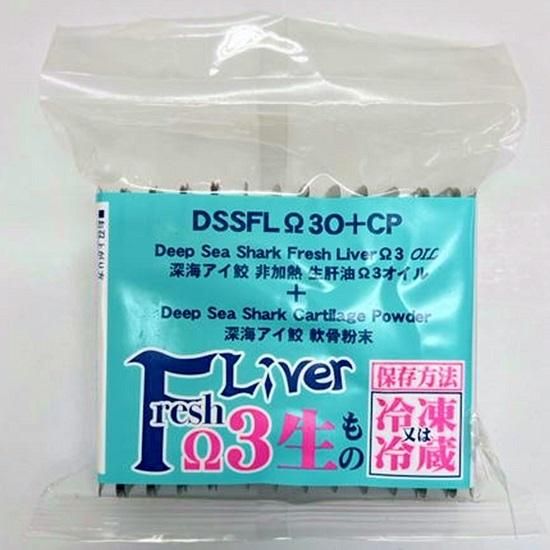 DSSFLΩ3O+CP
Deep Sea Shark Fresh LiverΩ3 OIL
深海アイ鮫 非加熱 生肝油Ω3オイル
+
Deep Sea Shark Cartilage Powder
深海アイ鮫 軟骨粉末
Fresh Liver
Ω3生もの
保存方法
冷凍
又は
冷蔵